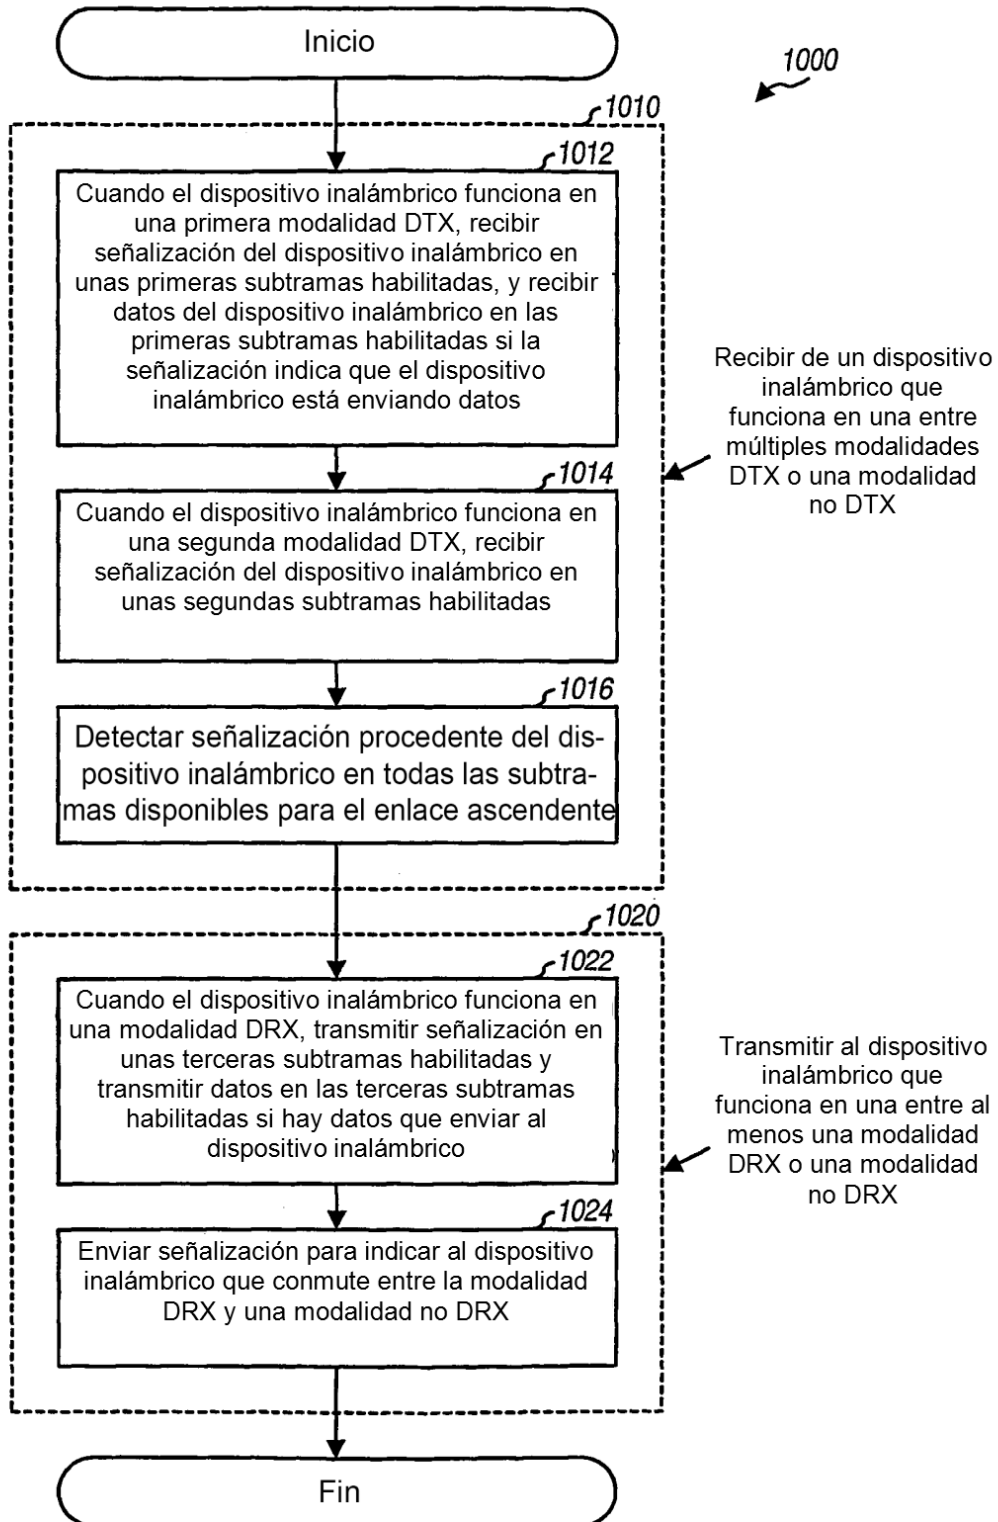 Inicio
1000
1010
1012
Cuando el dispositivo inalámbrico funciona en
una primera modalidad DTX, recibir
señalización del dispositivo inalámbrico en
unas primeras subtramas habilitadas, y recibir
datos del dispositivo inalámbrico en las
primeras subtramas habilitadas si la
señalización indica que el dispositivo
inalámbrico está enviando datos
Recibir de un dispositivo
inalámbrico que
funciona en una entre
múltiples modalidades
DTX o una modalidad
no DTX
1014
Cuando el dispositivo inalámbrico funciona en
una segunda modalidad DTX, recibir
señalización del dispositivo inalámbrico en
unas segundas subtramas habilitadas
1016
Detectar señalización procedente del dis-
positivo inalámbrico en todas las subtra-
mas disponibles para el enlace ascendente
1020
1022
Cuando el dispositivo inalámbrico funciona en
una modalidad DRX, transmitir señalización en
unas terceras subtramas habilitadas y
transmitir datos en las terceras subtramas
habilitadas si hay datos que enviar al
dispositivo inalámbrico
Transmitir al dispositivo
inalámbrico que
funciona en una entre al
menos una modalidad
DRX o una modalidad
no DRX
1024
Enviar señalización para indicar al dispositivo
inalámbrico que conmute entre la modalidad
DRX y una modalidad no DRX
Fin